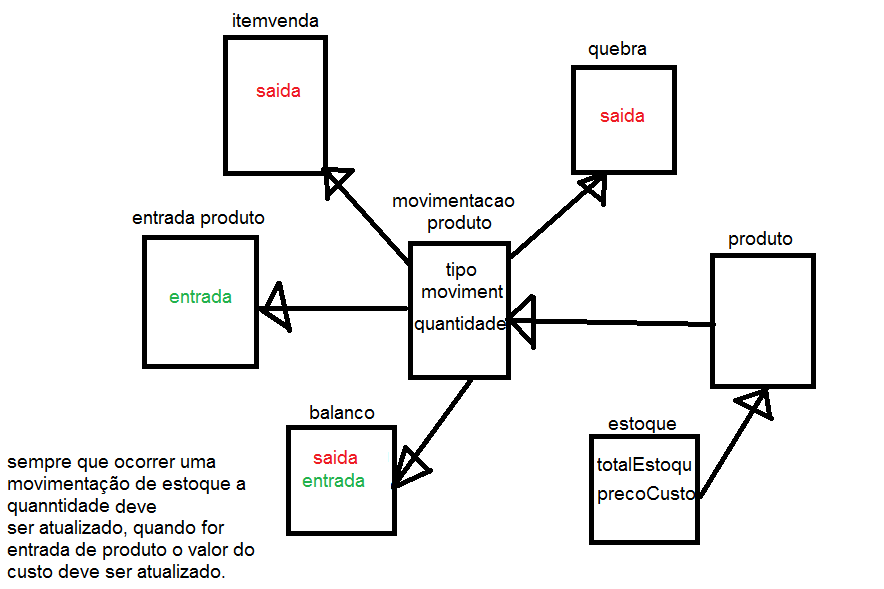 itemvenda
saida
quebra
saida
movimentacao
produto
tipo
moviment
quantidade
entrada produto
entrada
produto
balanco
saida
entrada
estoque
totalEstoqu
precoCusto
sempre que ocorrer uma
movimentação de estoque a
quanntidade deve
ser atualizado, quando for
entrada de produto o valor do
custo deve ser atualizado.